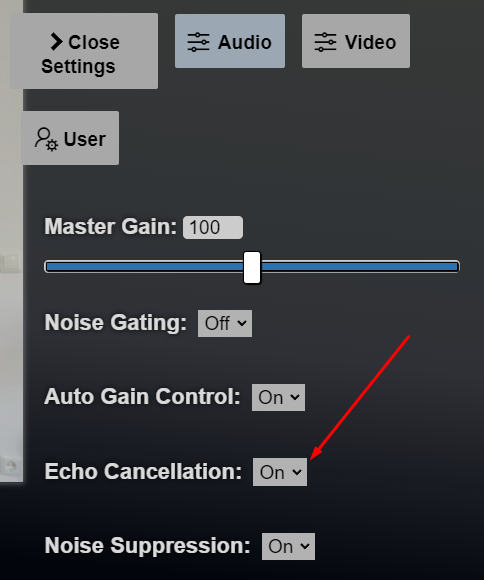 Close
Settings
Audio
Video
User
Master Gain: 100
Noise Gating: Off
Auto Gain Control: On
Echo Cancellation: On
Noise Suppression: On